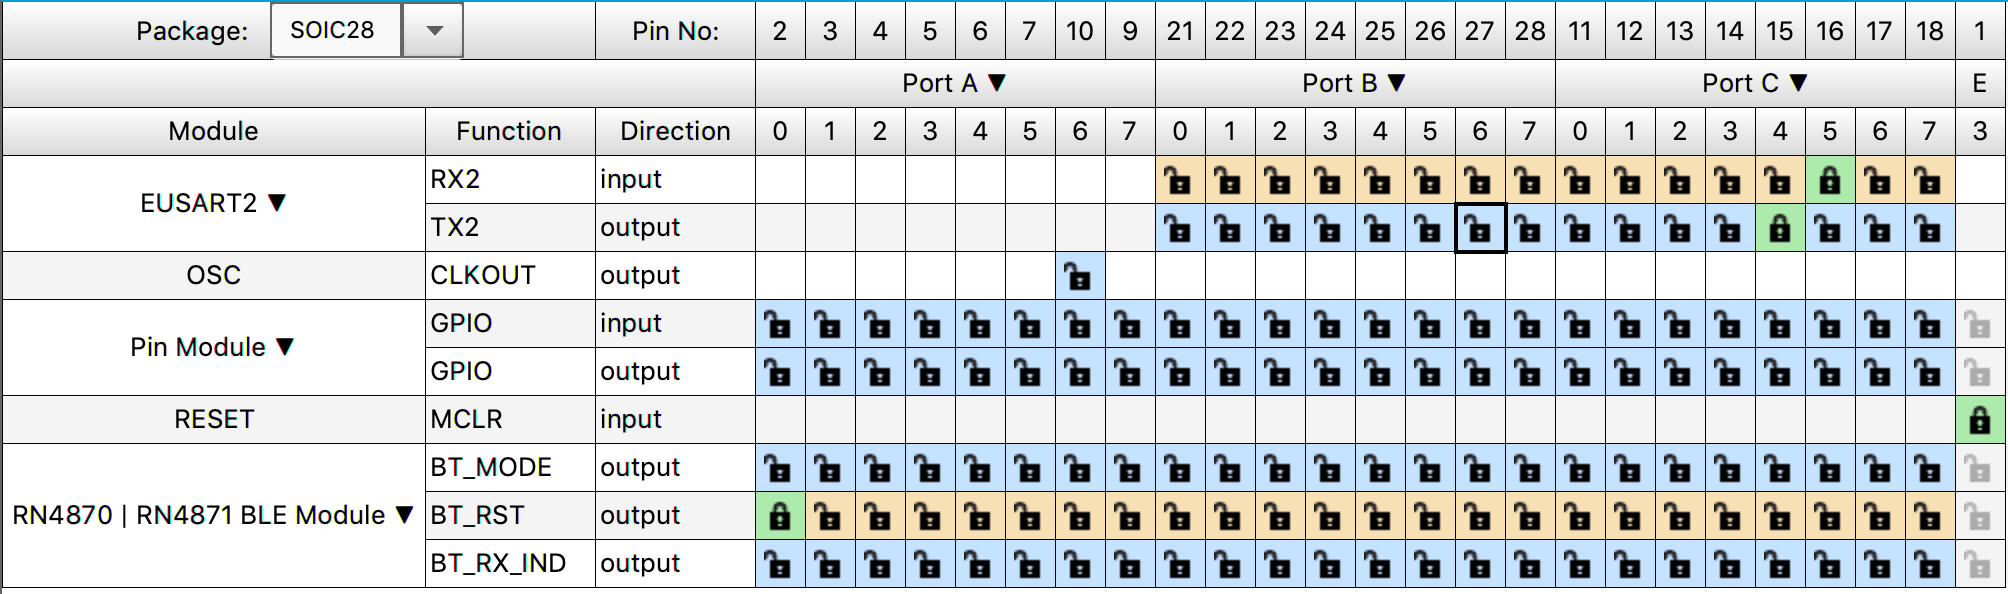 Package: SOIC28 Pin No: 2 3 4 5 6 7 10 9 21 22 23 24 25 26 27 28 11 12 13 14 15 16 17 18 1
Port A ▼ Port B ▼ Port C ▼ E
Module Function Direction 0 1 2 3 4 5 6 7 0 1 2 3 4 5 6 7 0 1 2 3 4 5 6 7 3
EUSART2 ▼ RX2 input
TX2 output
OSC CLKOUT output
Pin Module ▼ GPIO input
GPIO output
RESET MCLR input
RN4870 | RN4871 BLE Module ▼ BT_MODE output
BT_RST output
BT_RX_IND output